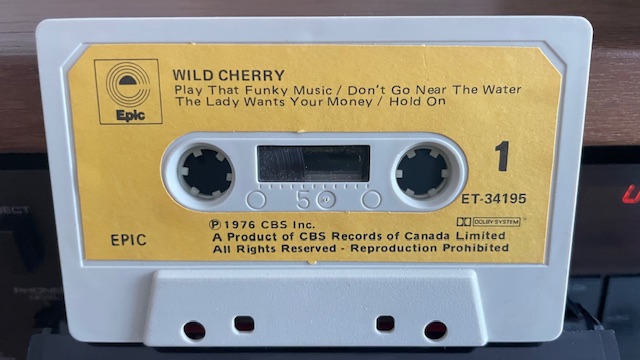 WILD CHERRY
Play That Funky Music / Don't Go Near The Water
The Lady Wants Your Money / Hold On
Epic
1
50
ET-34195
℗ 1976 CBS Inc.
DOLBY SYSTEM
EPIC
A Product of CBS Records of Canada Limited
All Rights Reserved - Reproduction Prohibited